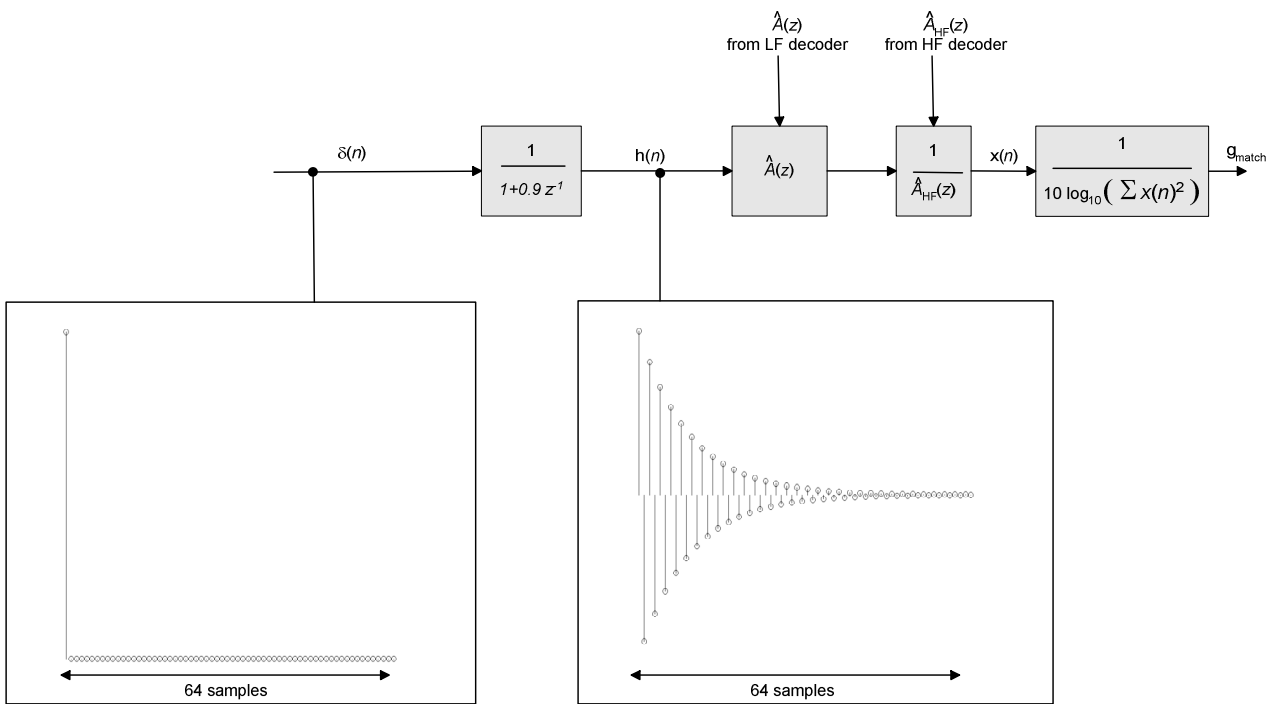 Â(z)
from LF decoder
Â_HF(z)
from HF decoder
δ(n)
1
1+0.9 z⁻¹
h(n)
Â(z)
1
Â_HF(z)
x(n)
1
10 log₁₀( ∑ x(n)² )
g_match
64 samples
64 samples